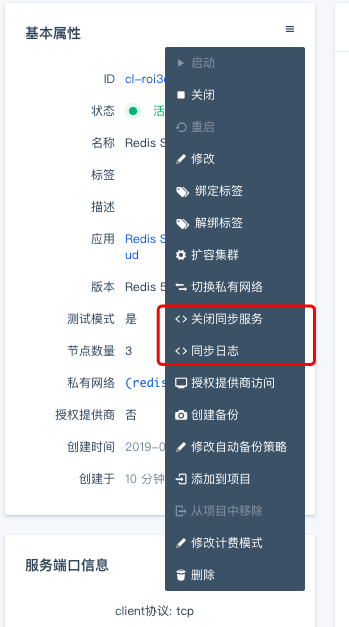 基本属性
ID cl-roi3
启动
状态 活
关闭
重启
名称 Redis S
修改
标签
绑定标签
描述
解绑标签
应用 Redis S
ud
扩容集群
版本 Redis 5
切换私有网络
测试模式 是
关闭同步服务
节点数量 3
同步日志
私有网络 (redis
授权提供商访问
授权提供商 否
创建备份
创建时间 2019-0
修改自动备份策略
创建于 10 分钟
添加到项目
从项目中移除
服务端口信息
修改计费模式
删除
client协议: tcp